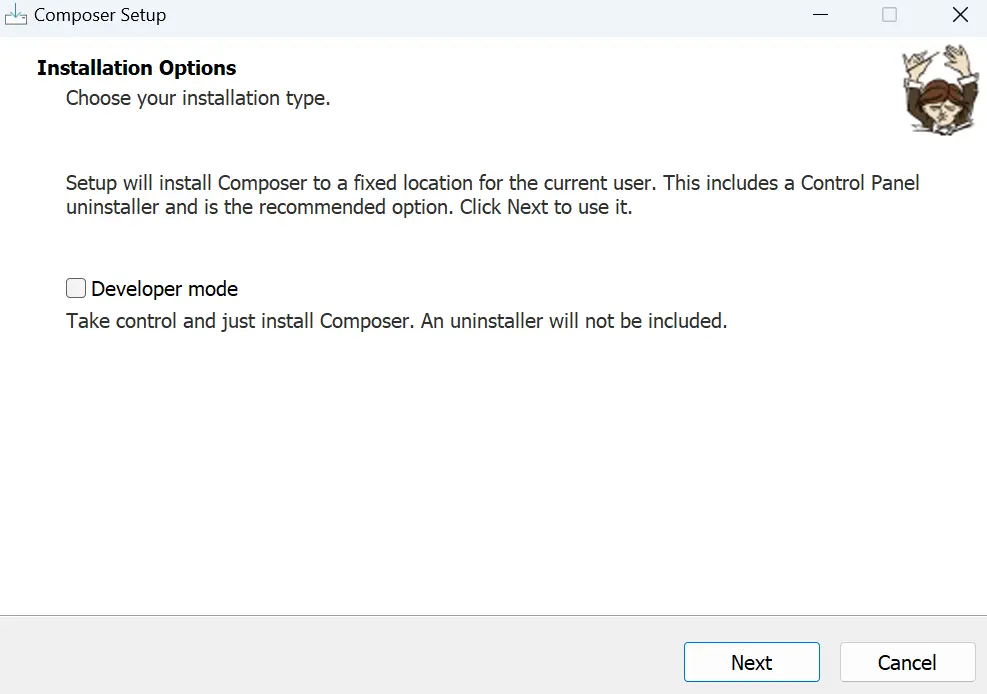 Composer Setup
Installation Options
Choose your installation type.
Setup will install Composer to a fixed location for the current user. This includes a Control Panel
uninstaller and is the recommended option. Click Next to use it.
Developer mode
Take control and just install Composer. An uninstaller will not be included.
Next
Cancel